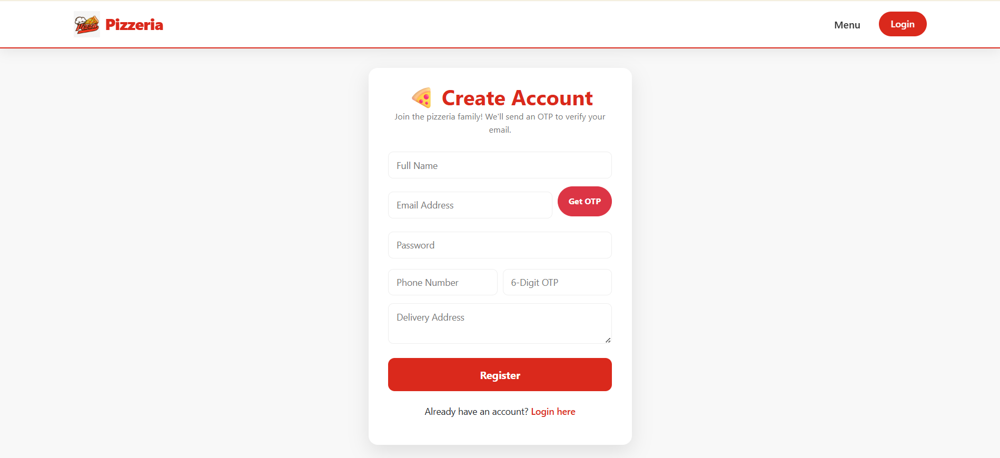 Pizza
Pizzeria
Menu
Login
Create Account
Join the pizzeria family! We'll send an OTP to verify your
email.
Full Name
Email Address
Get OTP
Password
Phone Number
6-Digit OTP
Delivery Address
Register
Already have an account? Login here